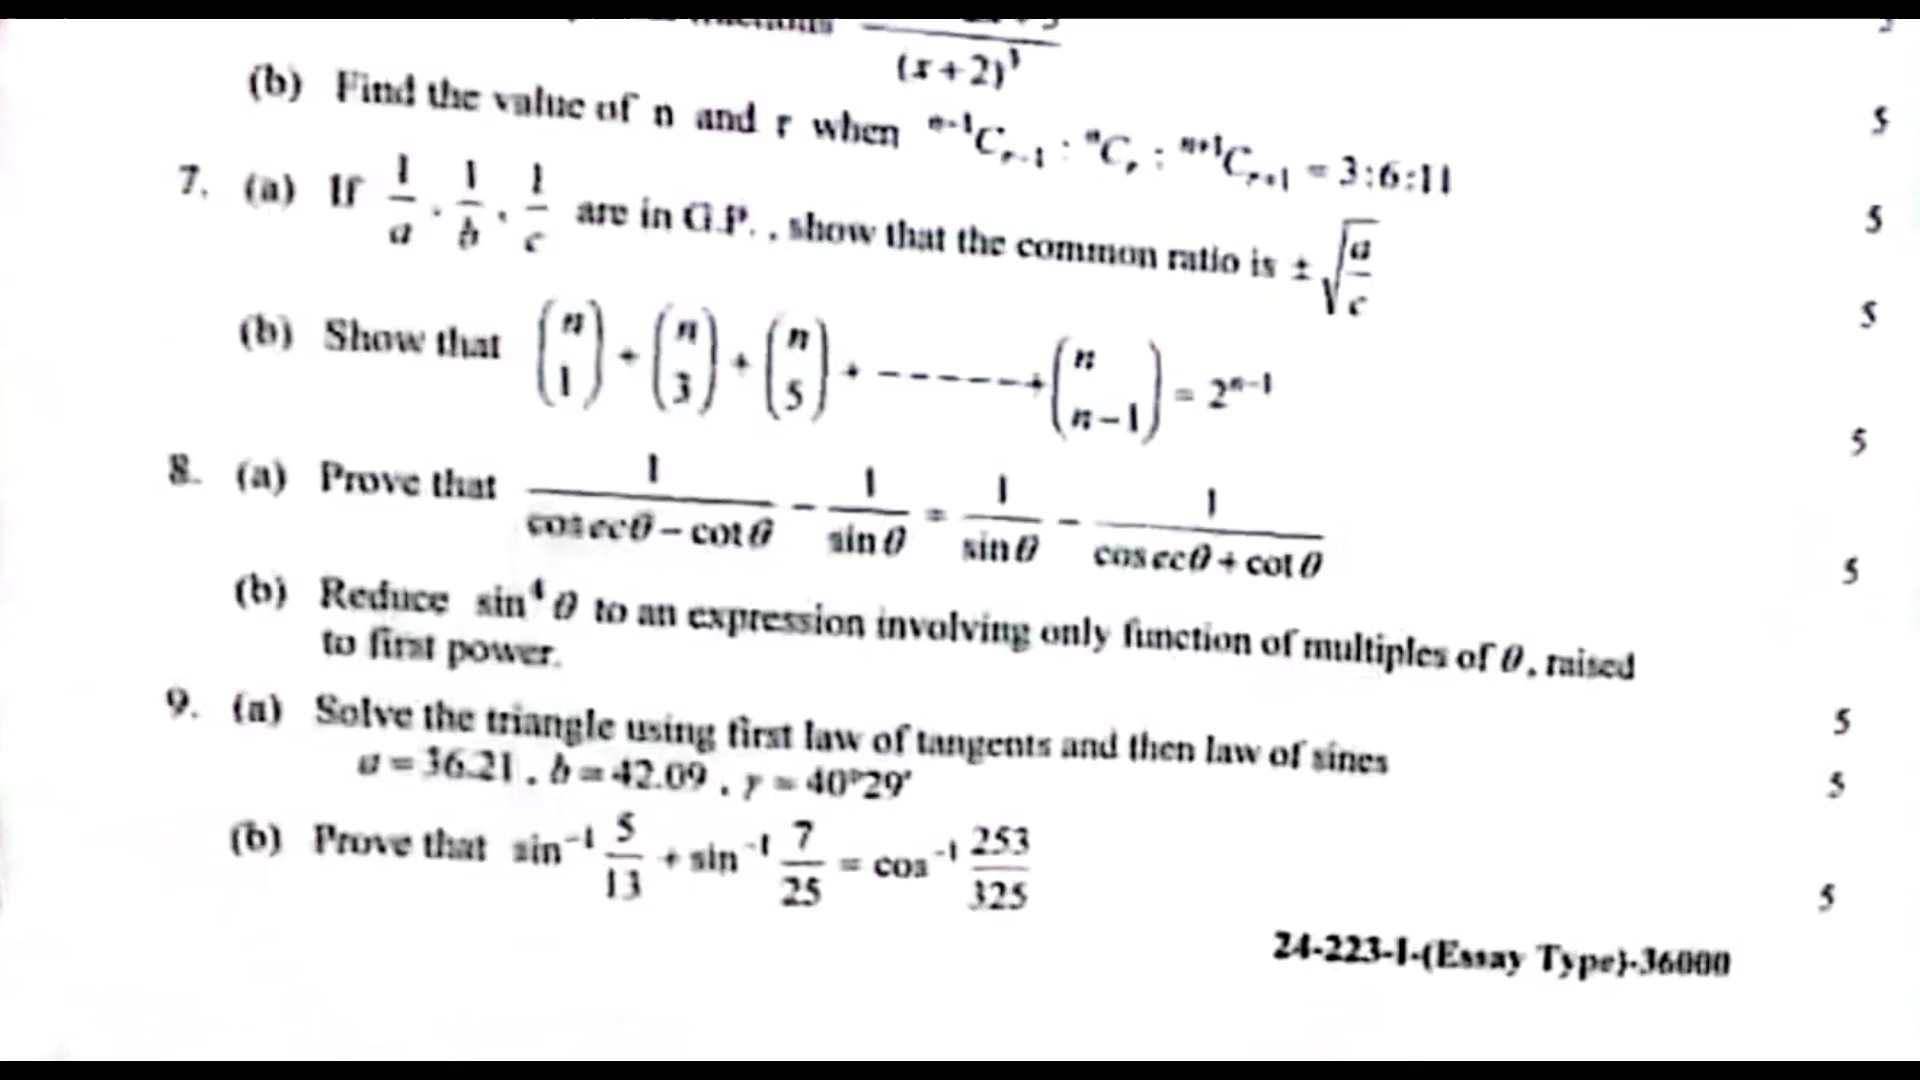 (x+2)³
(b) Find the value of n and r when ⁿ⁻¹Cᵣ₋₁ : ⁿCᵣ : ⁿ⁺¹Cᵣ₊₁ = 3:6:11 5
7. (a) If 1/a , 1/b , 1/c are in G.P. , show that the common ratio is ± √(a/c) 5
(b) Show that (n 1) + (n 3) + (n 5) + ------+ (n n−1) = 2ⁿ⁻¹ 5
8. (a) Prove that 1/(cosecθ − cotθ) − 1/sinθ = 1/sinθ − 1/(cosecθ + cotθ) 5
(b) Reduce sin⁴θ to an expression involving only function of multiples of θ, raised 5
to first power.
9. (a) Solve the triangle using first law of tangents and then law of sines 5
a = 36.21 , b = 42.09 , γ = 40°29′ 5
(b) Prove that sin⁻¹ 5/13 + sin⁻¹ 7/25 = cos⁻¹ 253/325 5
24-223-I-(Essay Type)-36000